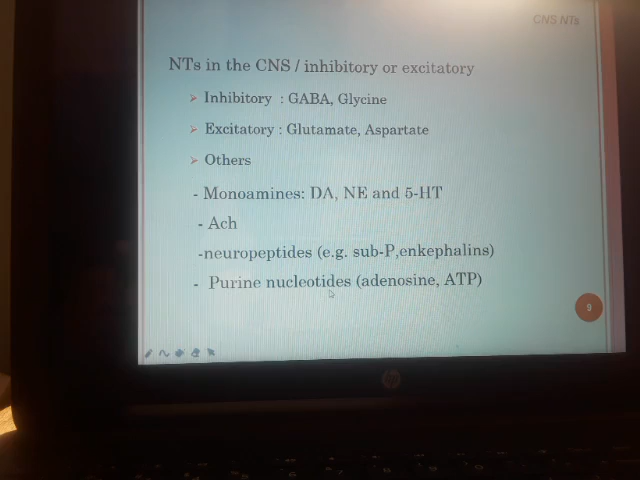 CNS NTs
NTs in the CNS / inhibitory or excitatory
➢ Inhibitory : GABA, Glycine
➢ Excitatory : Glutamate, Aspartate
➢ Others
- Monoamines: DA, NE and 5-HT
- Ach
-neuropeptides (e.g. sub-P,enkephalins)
- Purine nucleotides (adenosine, ATP)
9
hp